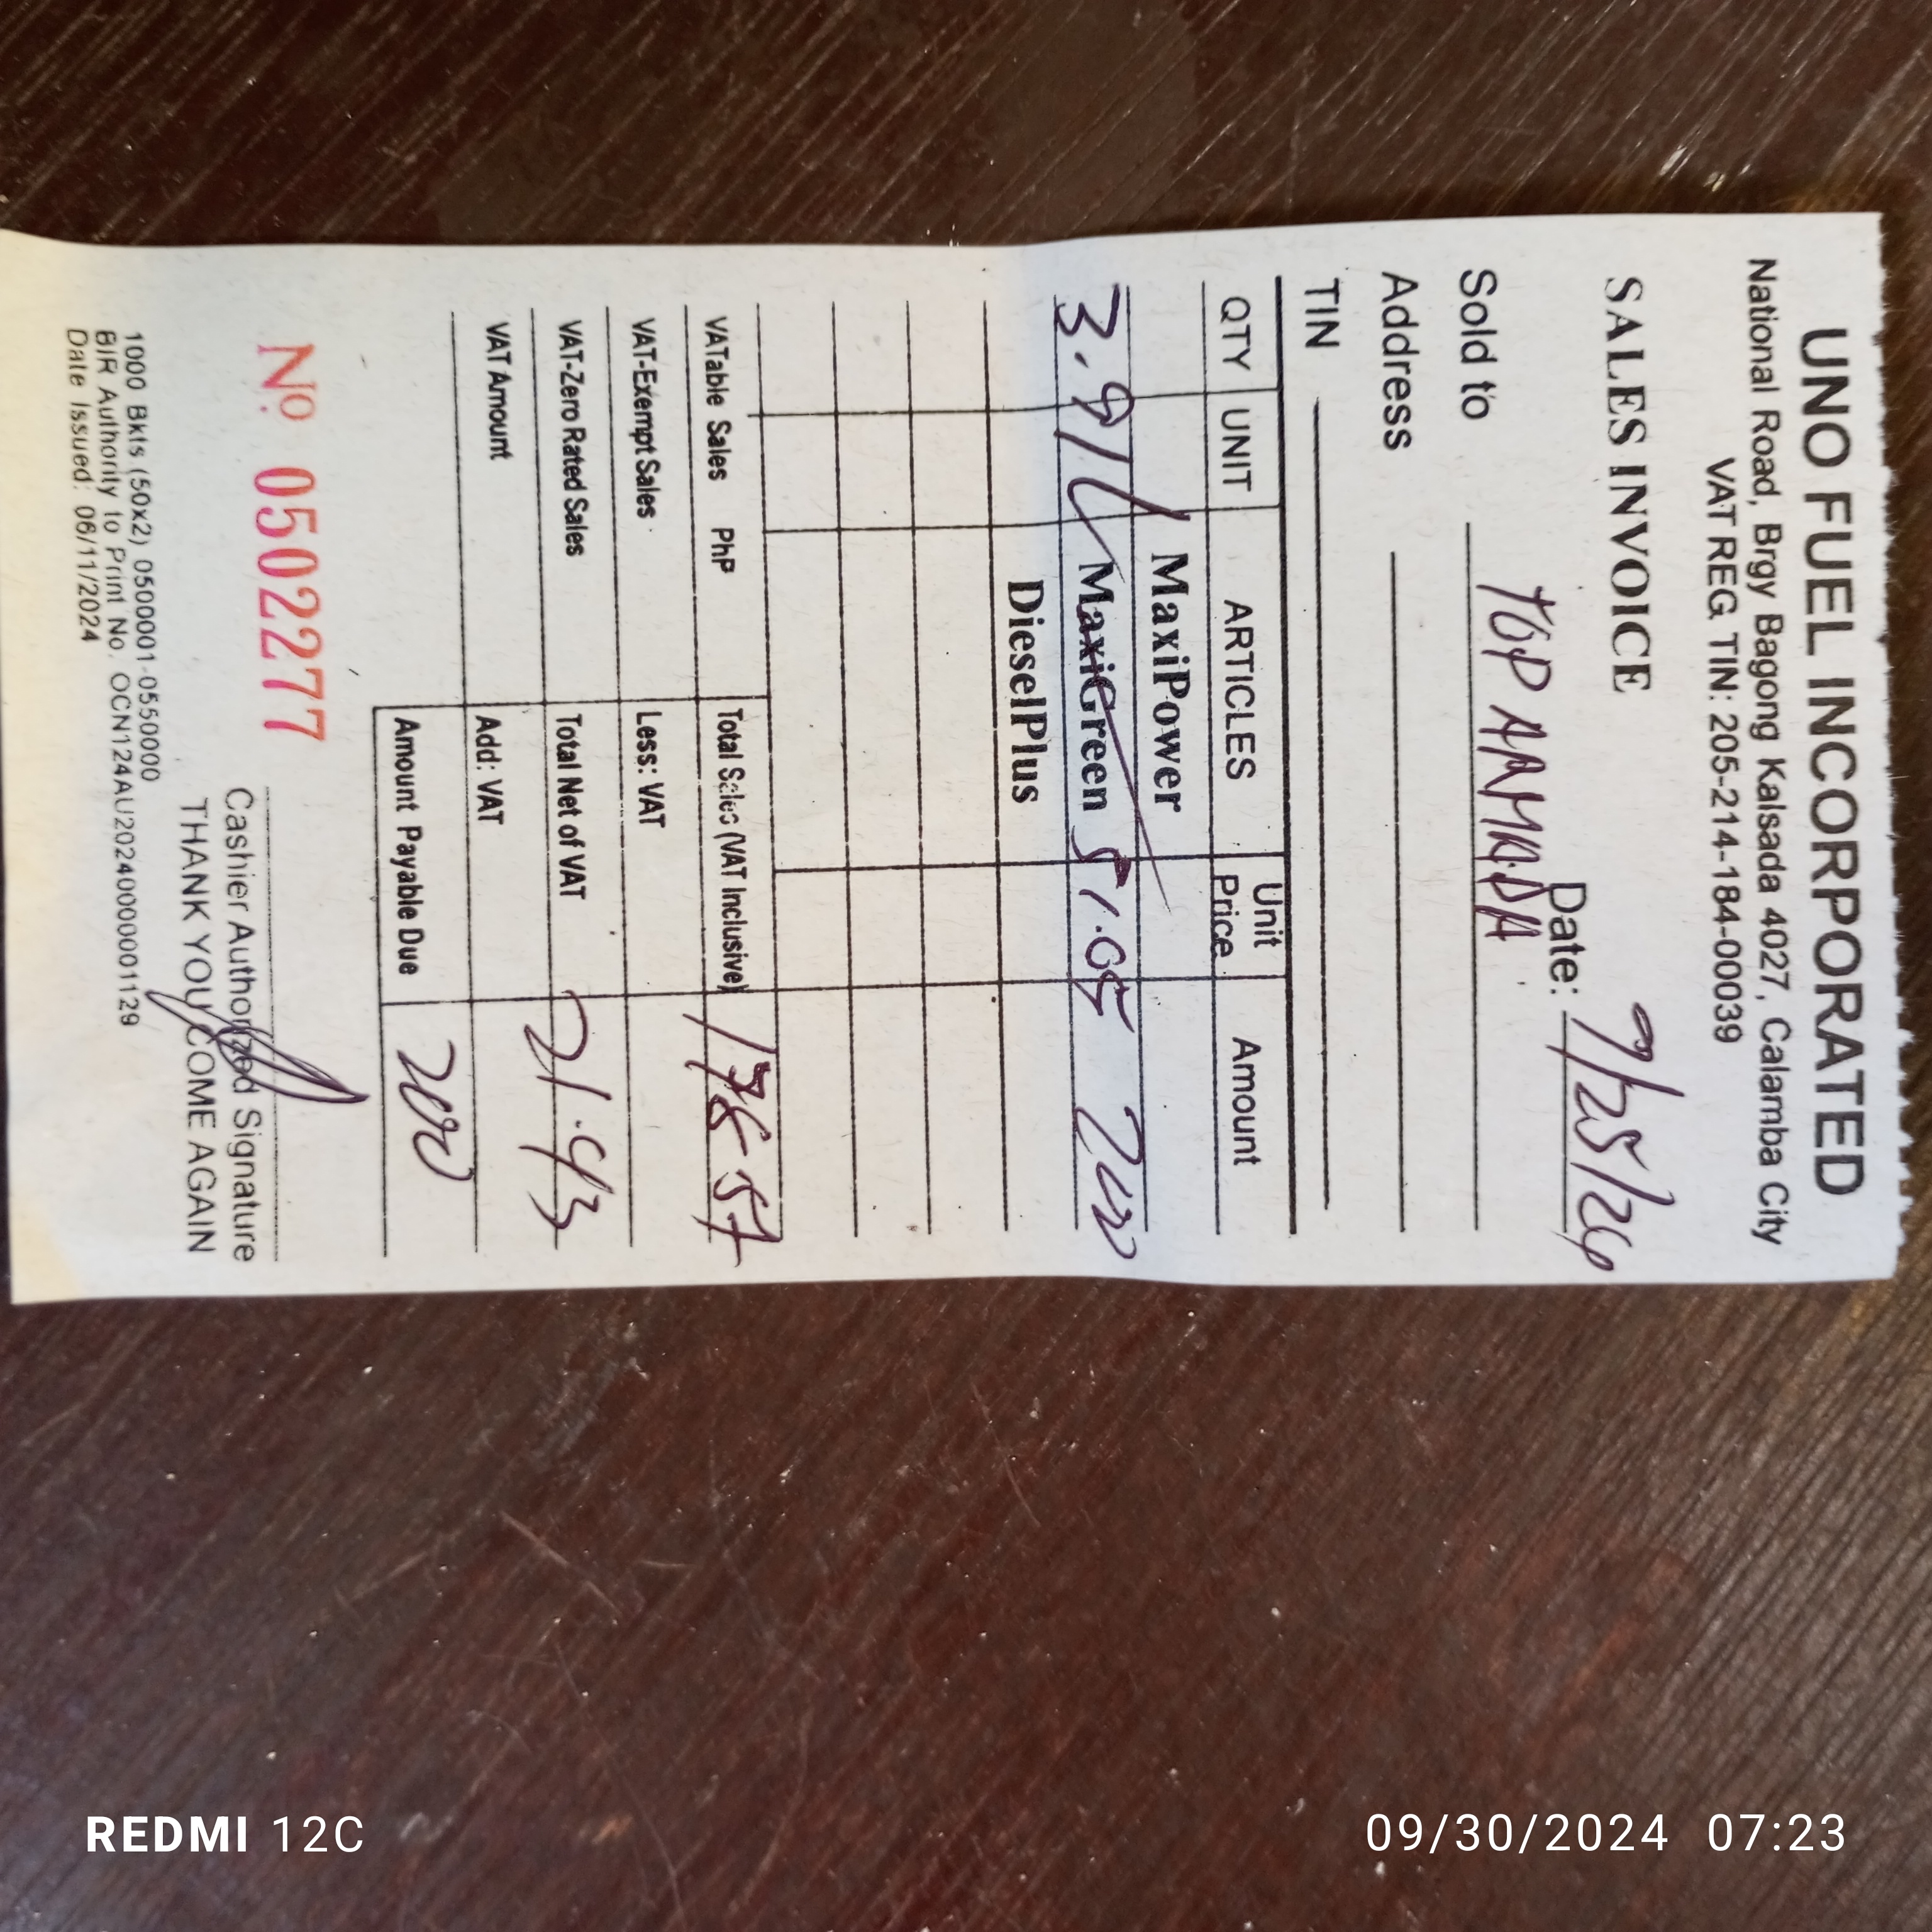 UNO FUEL INCORPORATED
National Road, Brgy Bagong Kalsada 4027, Calamba City
VAT REG. TIN: 205-214-184-00039
SALES INVOICE
Date: 9/25/24
Sold to TOP ARMADA
Address
TIN
QTY UNIT ARTICLES Unit Price Amount
MaxiPower
3.91 L MaxiGreen 51.05 200
DieselPlus
VATable Sales PhP Total Sales (VAT Inclusive) 178.57
VAT-Exempt Sales Less: VAT
VAT-Zero Rated Sales Total Net of VAT 21.43
VAT Amount Add: VAT
Amount Payable Due 200
No. 0502277
Cashier Authorized Signature
THANK YOU COME AGAIN
1000 Bkts (50x2) 0500001-0550000
BIR Authority to Print No. OCN124AU20240000001129
Date Issued: 06/11/2024
REDMI 12C
09/30/2024 07:23